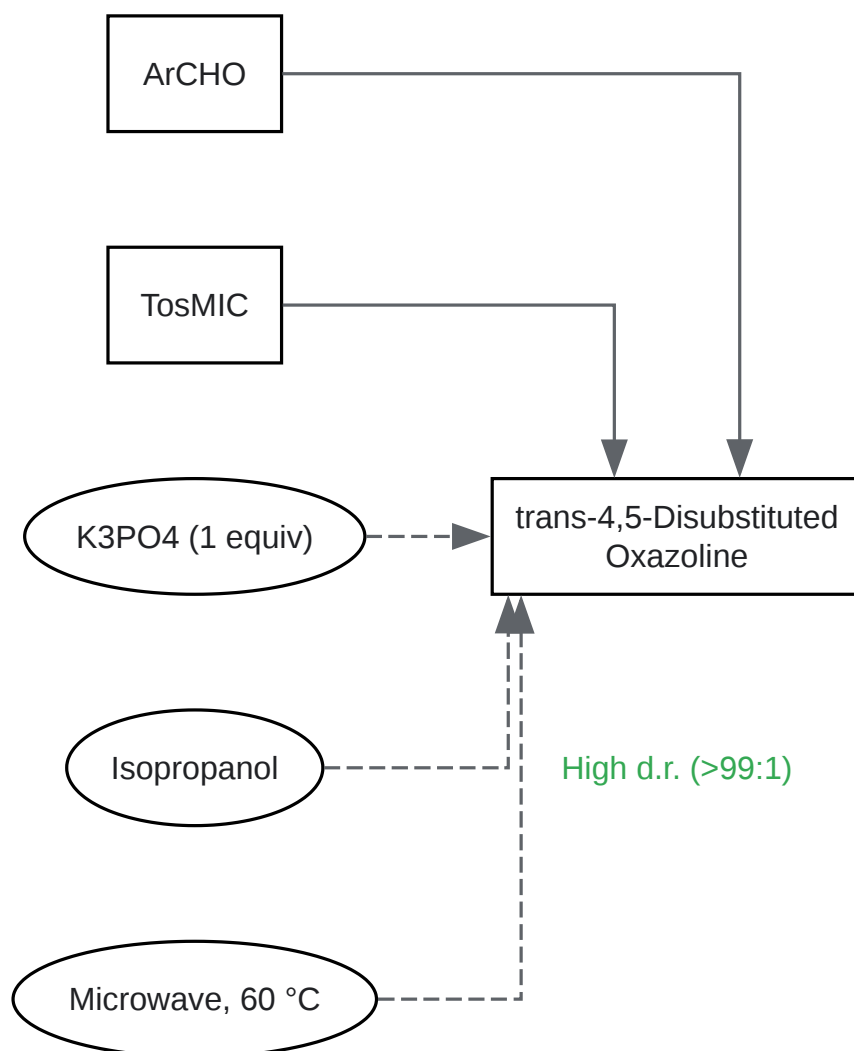 ArCHO
TosMIC
K3PO4 (1 equiv)
trans-4,5-Disubstituted
Oxazoline
Isopropanol
High d.r. (>99:1)
Microwave, 60 °C